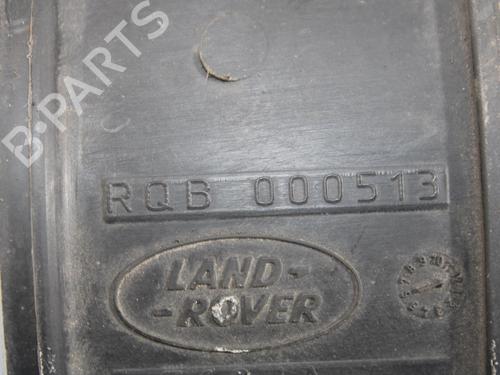 B-PARTS
RQB 000513
LAND-
-ROVER